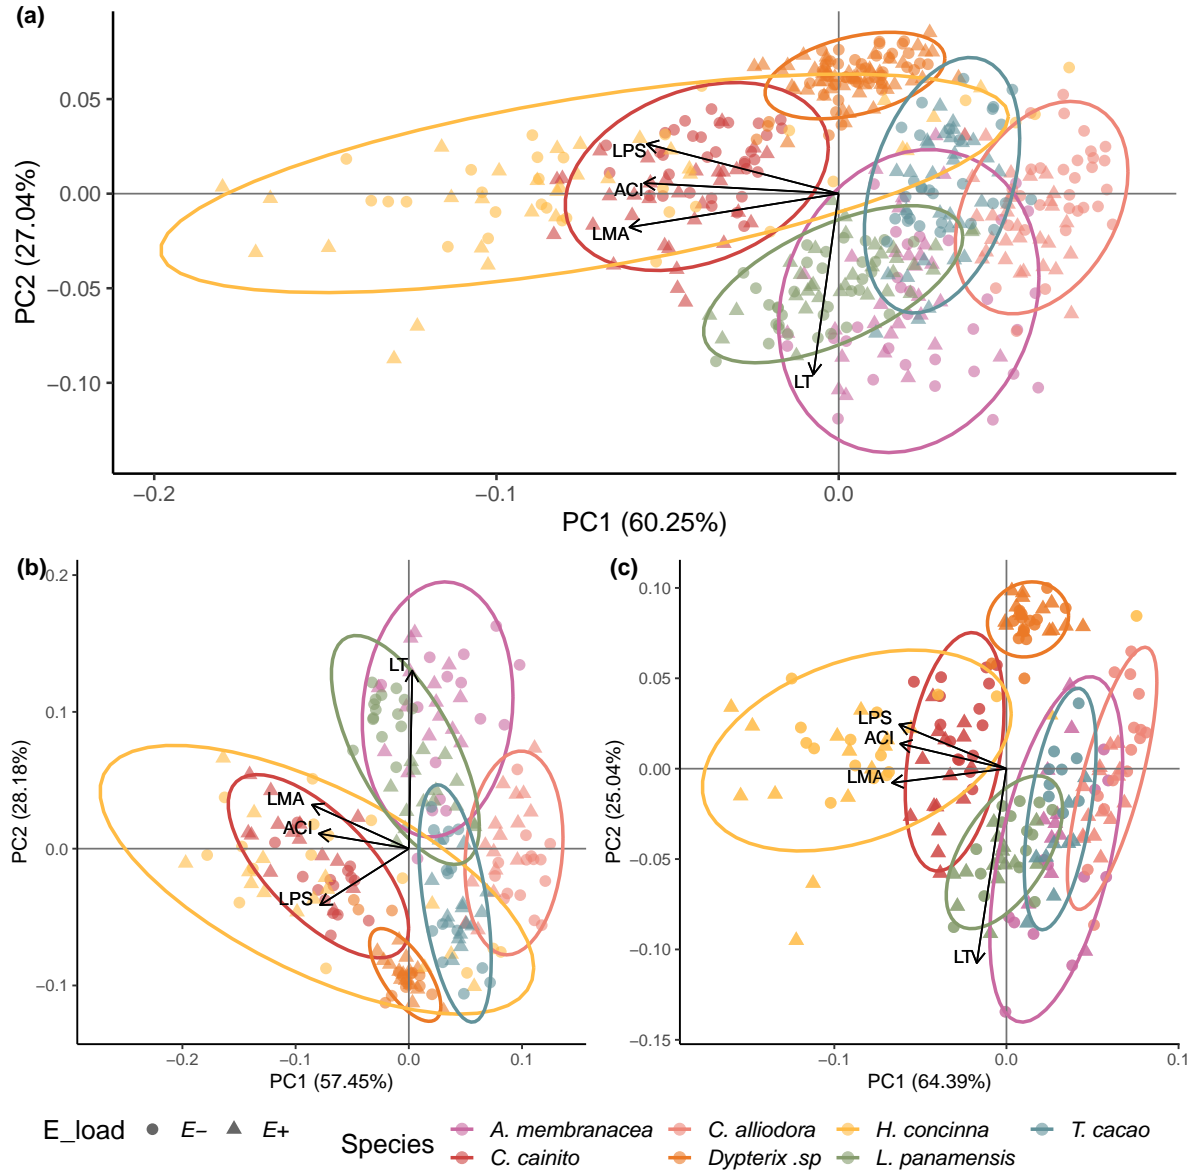 (a)
PC2 (27.04%)
0.05
0.00
−0.05
−0.10
LPS
ACI
LMA
LT
−0.2
−0.1
0.0
PC1 (60.25%)
(b)
PC2 (28.18%)
0.2
0.1
0.0
−0.1
LT
LMA
ACI
LPS
−0.2
−0.1
0.0
0.1
PC1 (57.45%)
(c)
PC2 (25.04%)
0.10
0.05
0.00
−0.05
−0.10
−0.15
LPS
ACI
LMA
LT
−0.1
0.0
0.1
PC1 (64.39%)
E_load
E−
E+
Species
A. membranacea
C. alliodora
H. concinna
T. cacao
C. cainito
Dypterix .sp
L. panamensis